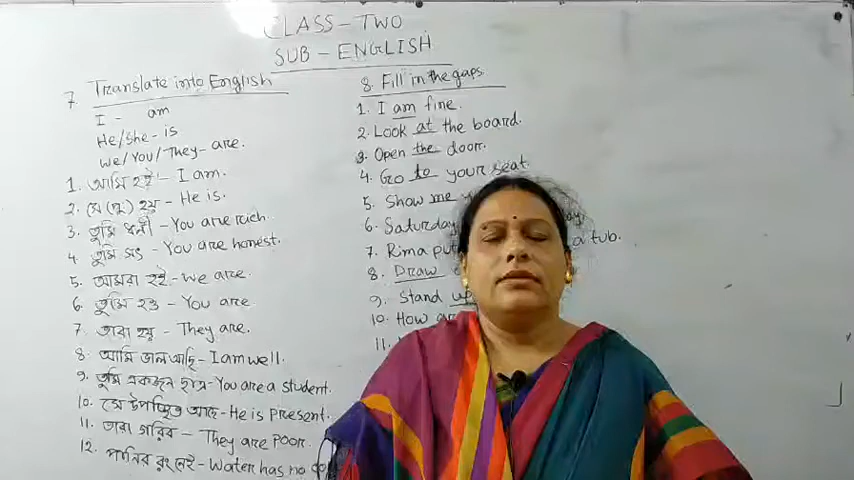 CLASS - TWO
SUB - ENGLISH
7. Translate into English
I - am
He/She - is
We/You/They - are.
1. আমি হই - I am.
2. সে (পুং) হয় - He is.
3. তুমি ধনী - You are rich.
4. তুমি সৎ - You are honest.
5. আমরা হই - We are.
6. তুমি হও - You are.
7. তারা হয় - They are.
8. আমি ভাল আছি - I am well.
9. তুমি একজন ছাত্র - You are a student.
10. সে উপস্থিত আছে - He is Present.
11. তারা গরিব - They are Poor.
12. পানির রং নেই - Water has no
8. Fill in the gaps.
1. I am fine.
2. Look at the board.
3. Open the door.
4. Go to your seat.
5. Show me
6. Saturday
7. Rima put a tub.
8. Draw
9. Stand up
10. How
11.